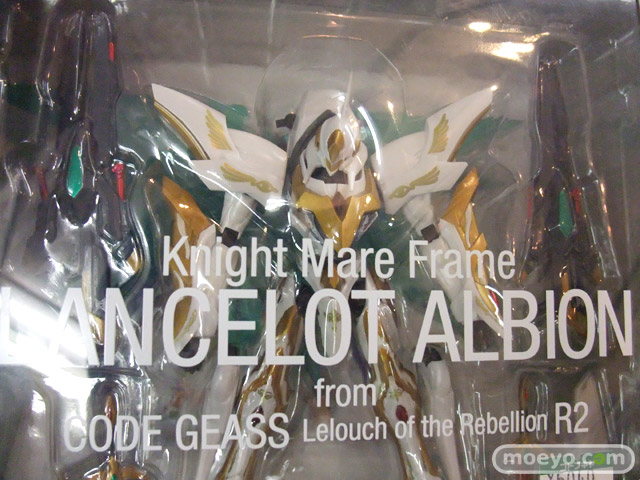 Knight Mare Frame
LANCELOT ALBION
from
CODE GEASS Lelouch of the Rebellion R2
moeyo.com